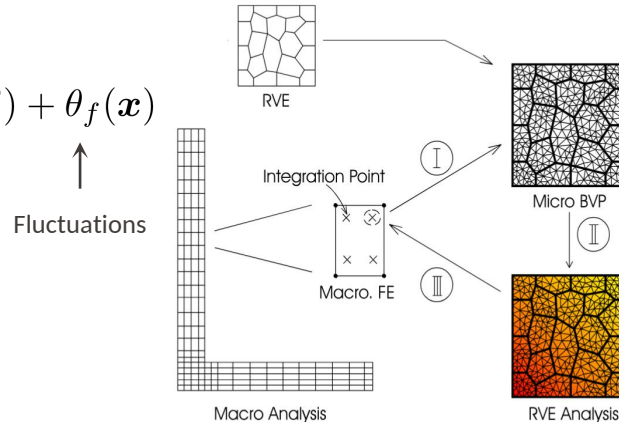 RVE
) + θ_f(x)
Integration Point
I
Micro BVP
Fluctuations
II
Macro. FE
III
Macro Analysis
RVE Analysis